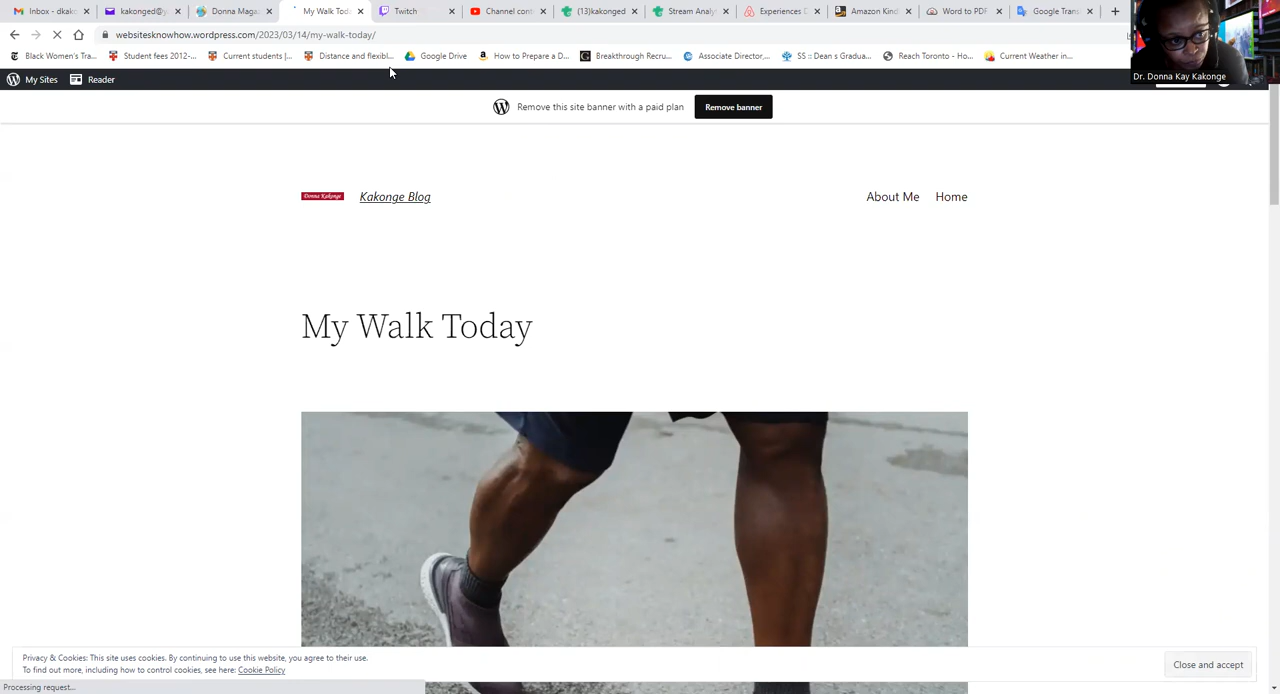 Inbox - dkako
kakonged@y
Donna Maga
My Walk Tod
Twitch
Channel cont
(13)kakonged
Stream Analy
Experiences D
Amazon Kind
Word to PDF
Google Trans
websitesknowhow.wordpress.com/2023/03/14/my-walk-today/
Black Women's Tra...
Student fees 2012-...
Current students |...
Distance and flexibl...
Google Drive
How to Prepare a D...
Breakthrough Recru...
Associate Director,...
SS :: Dean s Gradua...
Reach Toronto - Ho...
Current Weather in...
Dr. Donna Kay Kakonge
My Sites
Reader
Remove this site banner with a paid plan
Remove banner
Donna Kakonge
Kakonge Blog
About Me
Home
My Walk Today
Privacy & Cookies: This site uses cookies. By continuing to use this website, you agree to their use.
To find out more, including how to control cookies, see here: Cookie Policy
Close and accept
Processing request...